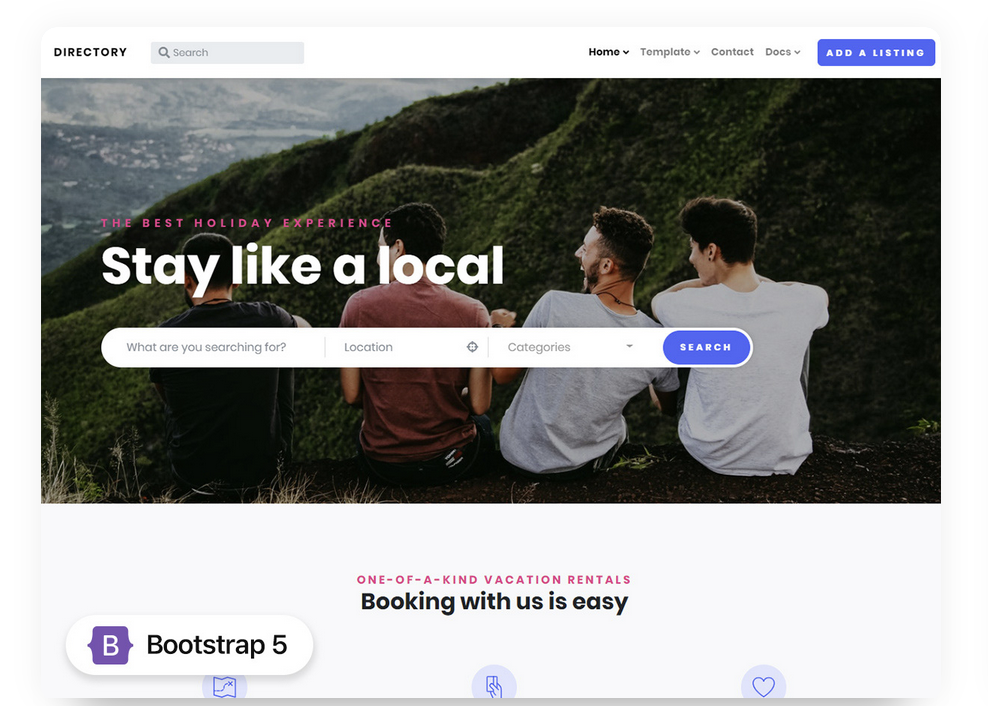 DIRECTORY
Search
Home
Template
Contact
Docs
ADD A LISTING
THE BEST HOLIDAY EXPERIENCE
Stay like a local
What are you searching for?
Location
Categories
SEARCH
ONE-OF-A-KIND VACATION RENTALS
Booking with us is easy
B
Bootstrap 5